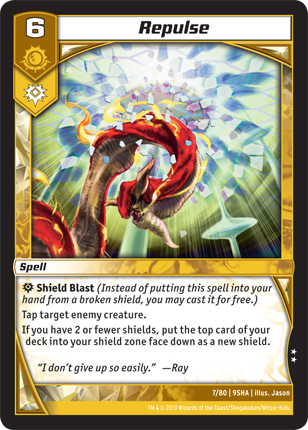 6
Repulse
Spell
Shield Blast (Instead of putting this spell into your
hand from a broken shield, you may cast it for free.)
Tap target enemy creature.
If you have 2 or fewer shields, put the top card of your
deck into your shield zone face down as a new shield.
"I don't give up so easily." —Ray
7/80 | 9SHA | illus. Jason
TM & © 2013 Wizards of the Coast/Shogakukan/Mitsui-Kids